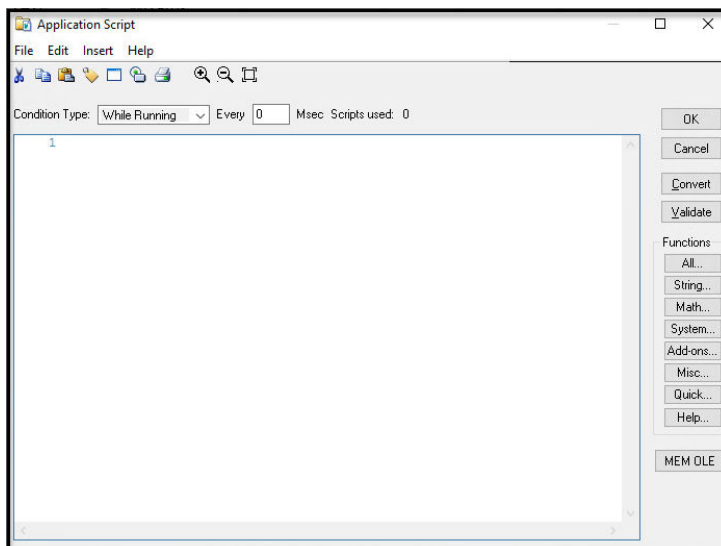 Application Script
File Edit Insert Help
Condition Type: While Running Every 0 Msec Scripts used: 0
1
OK
Cancel
Convert
Validate
Functions
All...
String...
Math...
System...
Add-ons...
Misc...
Quick...
Help...
MEM OLE